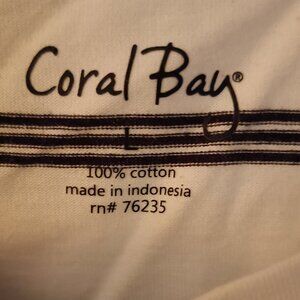 Coral Bay®
L
100% cotton
made in indonesia
rn# 76235